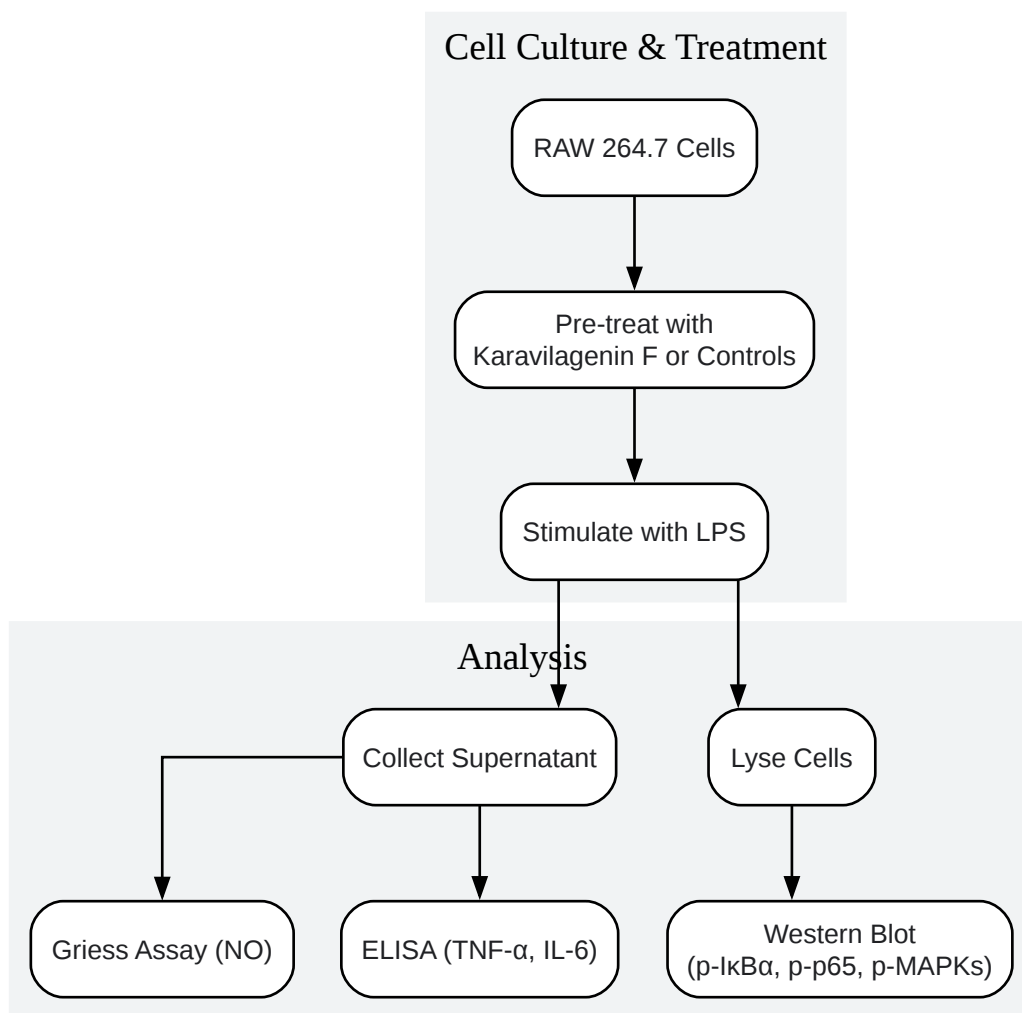 Cell Culture & Treatment
RAW 264.7 Cells
Pre-treat with
Karavilagenin F or Controls
Stimulate with LPS
Analysis
Collect Supernatant
Lyse Cells
Griess Assay (NO)
ELISA (TNF-α, IL-6)
Western Blot
(p-IκBα, p-p65, p-MAPKs)